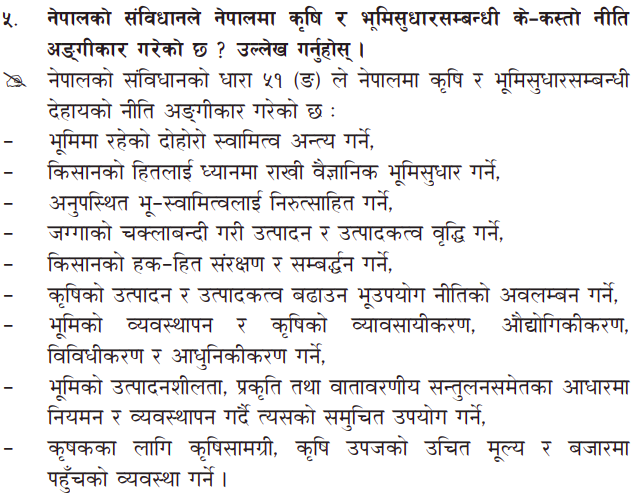 ५. नेपालको संविधानले नेपालमा कृषि र भूमिसुधारसम्बन्धी के-कस्तो नीति
अङ्गीकार गरेको छ ? उल्लेख गर्नुहोस् ।
नेपालको संविधानको धारा ५१ (ङ) ले नेपालमा कृषि र भूमिसुधारसम्बन्धी
देहायको नीति अङ्गीकार गरेको छ :
– भूमिमा रहेको दोहोरो स्वामित्व अन्त्य गर्ने,
– किसानको हितलाई ध्यानमा राखी वैज्ञानिक भूमिसुधार गर्ने,
– अनुपस्थित भू-स्वामित्वलाई निरुत्साहित गर्ने,
– जग्गाको चक्लाबन्दी गरी उत्पादन र उत्पादकत्व वृद्धि गर्ने,
– किसानको हक-हित संरक्षण र सम्बर्द्धन गर्ने,
– कृषिको उत्पादन र उत्पादकत्व बढाउन भूउपयोग नीतिको अवलम्बन गर्ने,
– भूमिको व्यवस्थापन र कृषिको व्यावसायीकरण, औद्योगिकीकरण,
विविधीकरण र आधुनिकीकरण गर्ने,
– भूमिको उत्पादनशीलता, प्रकृति तथा वातावरणीय सन्तुलनसमेतका आधारमा
नियमन र व्यवस्थापन गर्दै त्यसको समुचित उपयोग गर्ने,
– कृषकका लागि कृषिसामग्री, कृषि उपजको उचित मूल्य र बजारमा
पहुँचको व्यवस्था गर्ने ।